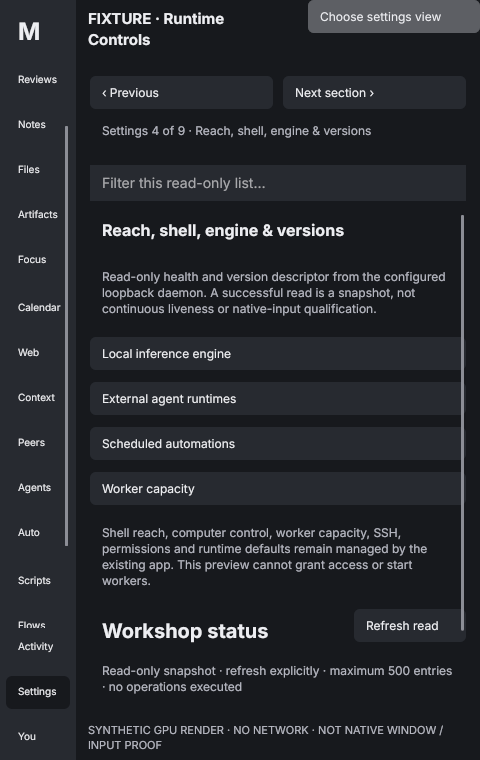 M
Reviews
Notes
Files
Artifacts
Focus
Calendar
Web
Context
Peers
Agents
Auto
Scripts
Flows
Activity
Settings
You
FIXTURE · Runtime
Controls
Choose settings view
‹ Previous
Next section ›
Settings 4 of 9 · Reach, shell, engine & versions
Filter this read-only list...
Reach, shell, engine & versions
Read-only health and version descriptor from the configured
loopback daemon. A successful read is a snapshot, not
continuous liveness or native-input qualification.
Local inference engine
External agent runtimes
Scheduled automations
Worker capacity
Shell reach, computer control, worker capacity, SSH,
permissions and runtime defaults remain managed by the
existing app. This preview cannot grant access or start
workers.
Workshop status
Refresh read
Read-only snapshot · refresh explicitly · maximum 500 entries
· no operations executed
SYNTHETIC GPU RENDER · NO NETWORK · NOT NATIVE WINDOW /
INPUT PROOF